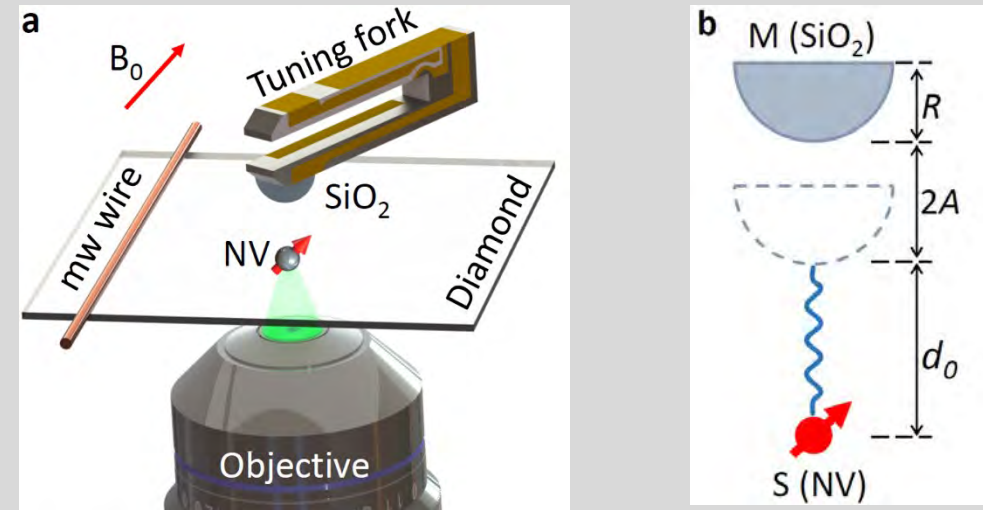 a
B₀
Tuning fork
SiO₂
mw wire
NV
Diamond
Objective
b
M (SiO₂)
R
2A
d₀
S (NV)